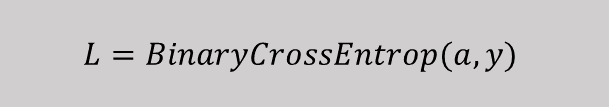 L = BinaryCrossEntrop(a, y)